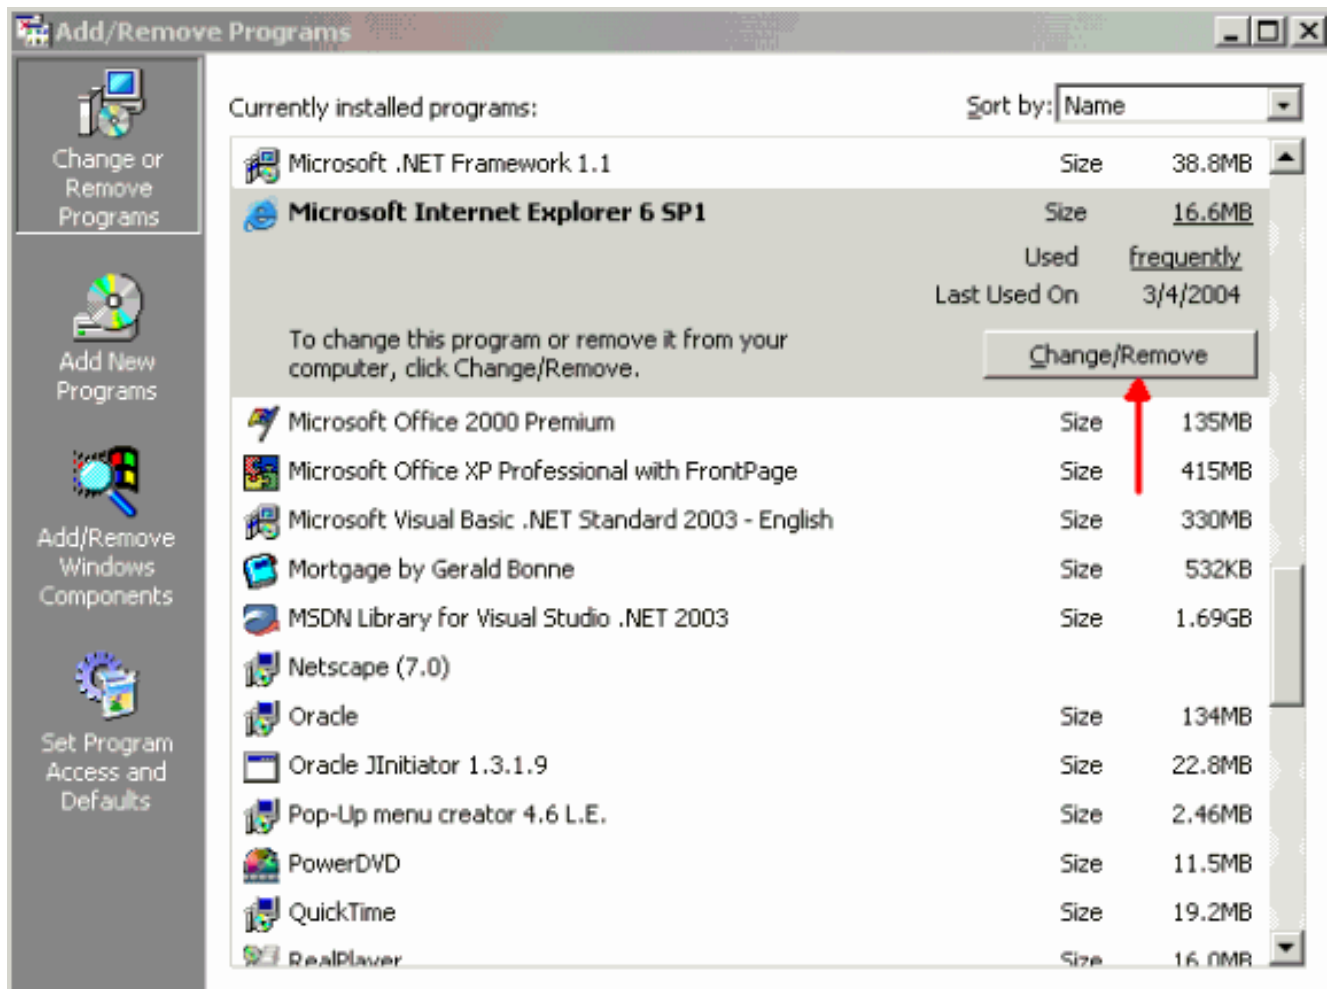 Add/Remove Programs
Change or
Remove
Programs
Add New
Programs
Add/Remove
Windows
Components
Set Program
Access and
Defaults
Currently installed programs:
Sort by: Name
Microsoft .NET Framework 1.1 Size 38.8MB
Microsoft Internet Explorer 6 SP1 Size 16.6MB
Used frequently
Last Used On 3/4/2004
To change this program or remove it from your
computer, click Change/Remove.
Change/Remove
Microsoft Office 2000 Premium Size 135MB
Microsoft Office XP Professional with FrontPage Size 415MB
Microsoft Visual Basic .NET Standard 2003 - English Size 330MB
Mortgage by Gerald Bonne Size 532KB
MSDN Library for Visual Studio .NET 2003 Size 1.69GB
Netscape (7.0)
Oracle Size 134MB
Oracle JInitiator 1.3.1.9 Size 22.8MB
Pop-Up menu creator 4.6 L.E. Size 2.46MB
PowerDVD Size 11.5MB
QuickTime Size 19.2MB
RealPlayer Size 16.0MB